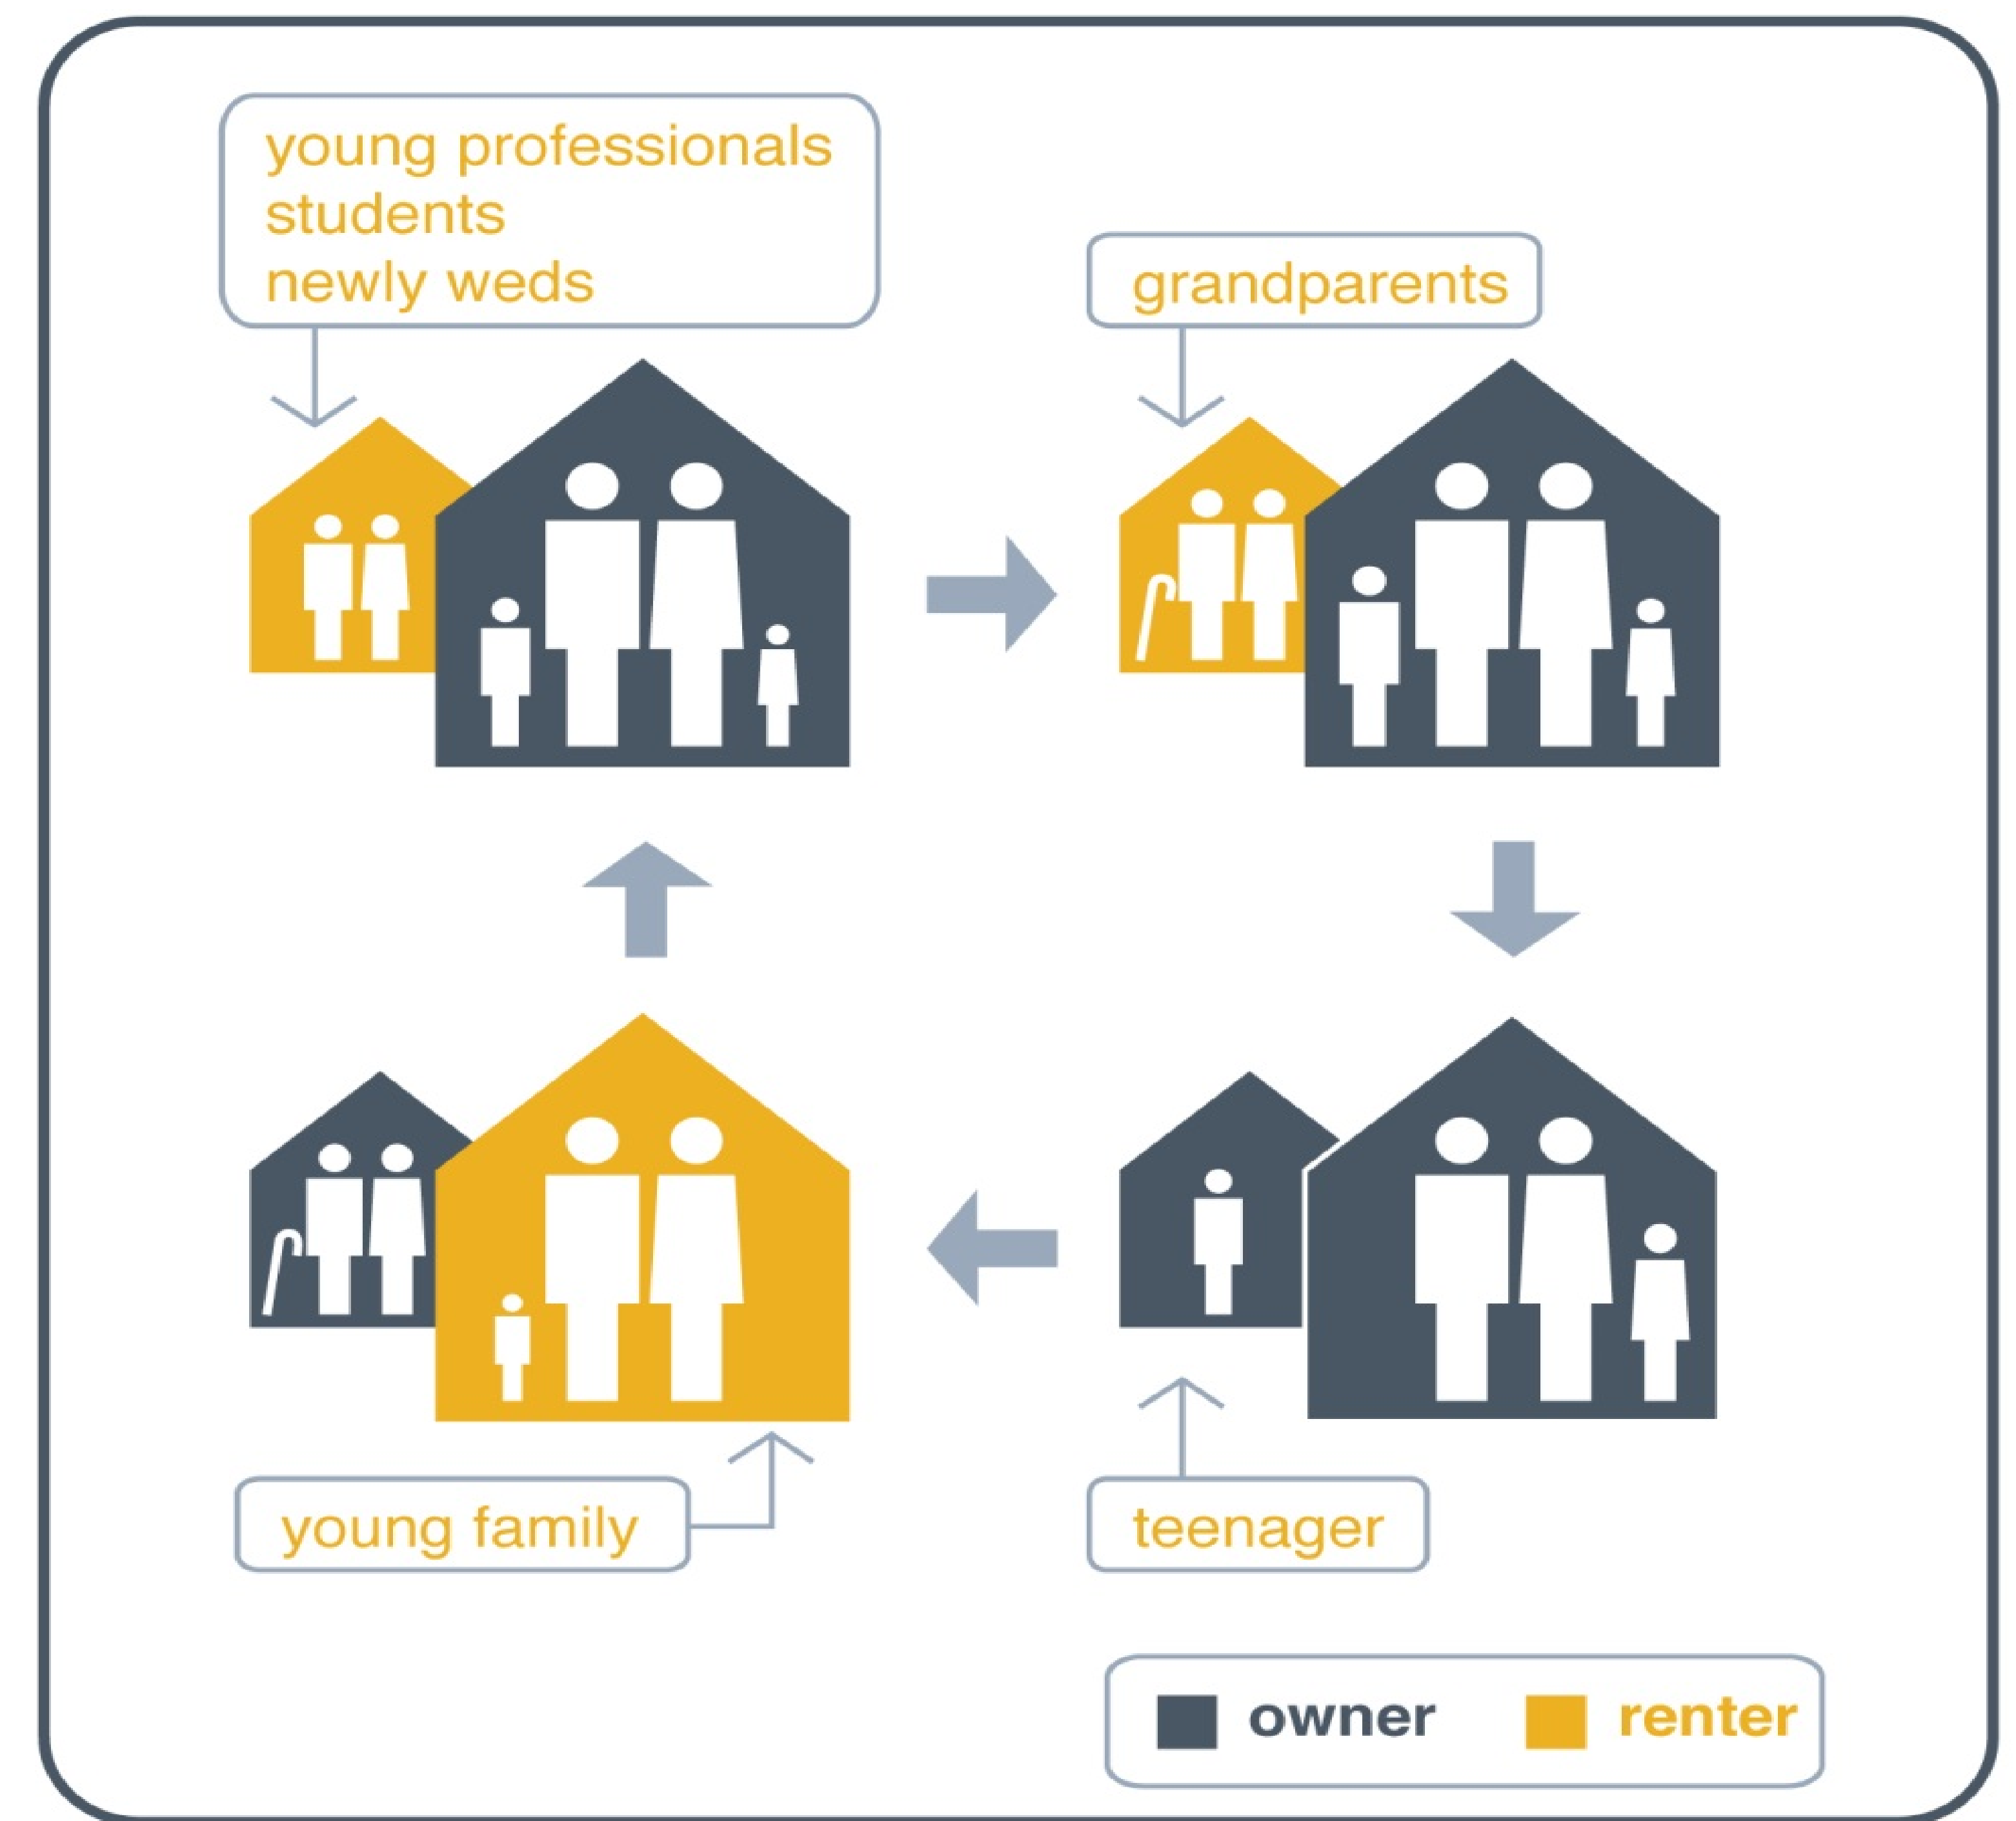 young professionals
students
newly weds
grandparents
young family
teenager
owner
renter